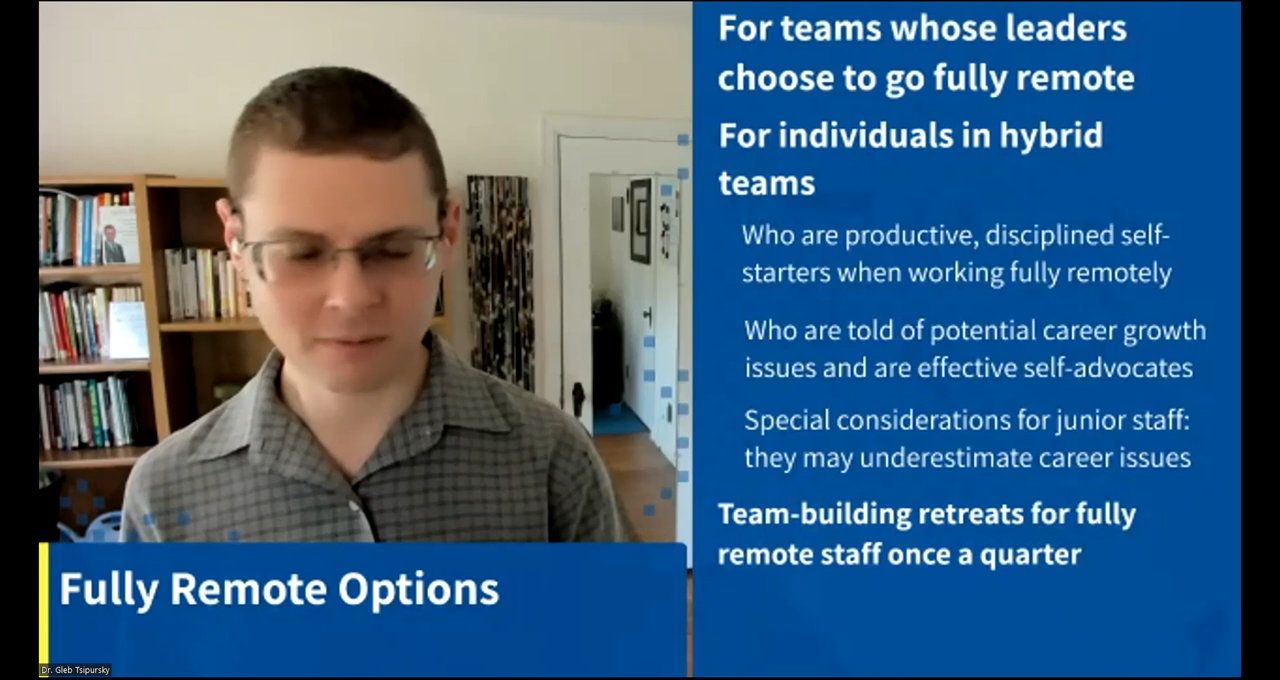 For teams whose leaders
choose to go fully remote
For individuals in hybrid
teams
Who are productive, disciplined self-
starters when working fully remotely
Who are told of potential career growth
issues and are effective self-advocates
Special considerations for junior staff:
they may underestimate career issues
Team-building retreats for fully
remote staff once a quarter
Fully Remote Options
Dr. Gleb Tsipursky